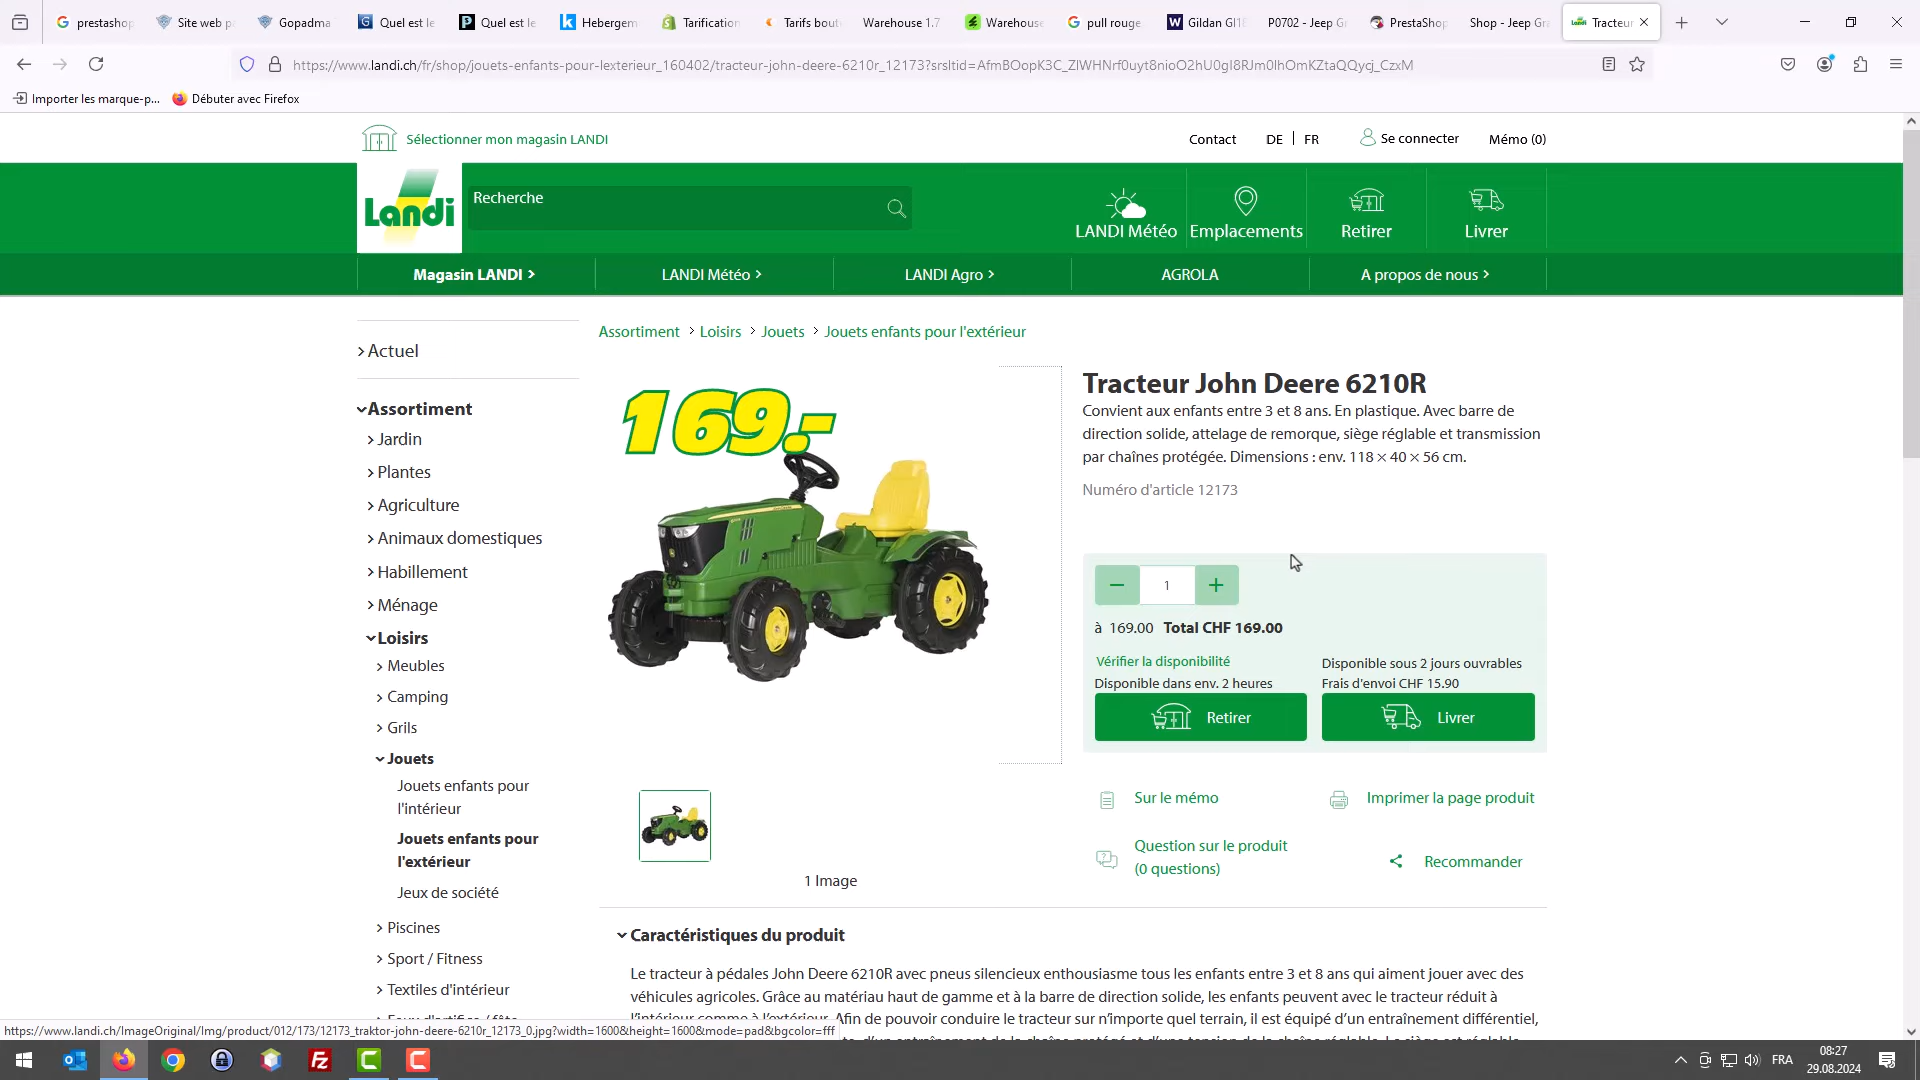 prestashop
Site web p
Gopadma
Quel est le
Quel est le
Hebergem
Tarification
Tarifs bout
Warehouse 1.7
Warehouse
pull rouge
Gildan Gl18
P0702 - Jeep Gr
PrestaShop
Shop - Jeep Gra
Tracteur
https://www.landi.ch/fr/shop/jouets-enfants-pour-lexterieur_160402/tracteur-john-deere-6210r_12173?srsltid=AfmBOopK3C_ZlWHNrf0uyt8nioO2hU0gI8RJm0lhOmKZtaQQycj_CzxM
Importer les marque-p...
Débuter avec Firefox
Sélectionner mon magasin LANDI
Contact
DE | FR
Se connecter
Mémo (0)
Landi
Recherche
LANDI Météo
Emplacements
Retirer
Livrer
Magasin LANDI >
LANDI Météo >
LANDI Agro >
AGROLA
A propos de nous >
Assortiment > Loisirs > Jouets > Jouets enfants pour l'extérieur
Actuel
Assortiment
Jardin
Plantes
Agriculture
Animaux domestiques
Habillement
Ménage
Loisirs
Meubles
Camping
Grils
Jouets
Jouets enfants pour
l'intérieur
Jouets enfants pour
l'extérieur
Jeux de société
Piscines
Sport / Fitness
Textiles d'intérieur
169.-
1 Image
Tracteur John Deere 6210R
Convient aux enfants entre 3 et 8 ans. En plastique. Avec barre de
direction solide, attelage de remorque, siège réglable et transmission
par chaînes protégée. Dimensions : env. 118 × 40 × 56 cm.
Numéro d'article 12173
− 1 +
à 169.00 Total CHF 169.00
Vérifier la disponibilité
Disponible dans env. 2 heures
Retirer
Disponible sous 2 jours ouvrables
Frais d'envoi CHF 15.90
Livrer
Sur le mémo
Imprimer la page produit
Question sur le produit
(0 questions)
Recommander
Caractéristiques du produit
Le tracteur à pédales John Deere 6210R avec pneus silencieux enthousiasme tous les enfants entre 3 et 8 ans qui aiment jouer avec des
véhicules agricoles. Grâce au matériau haut de gamme et à la barre de direction solide, les enfants peuvent avec le tracteur réduit à
l'intérieur comme à l'extérieur. Afin de pouvoir conduire le tracteur sur n'importe quel terrain, il est équipé d'un entraînement différentiel,
https://www.landi.ch/ImageOriginal/Img/product/012/173/12173_traktor-john-deere-6210r_12173_0.jpg?width=1600&height=1600&mode=pad&bgcolor=fff
FRA
08:27
29.08.2024